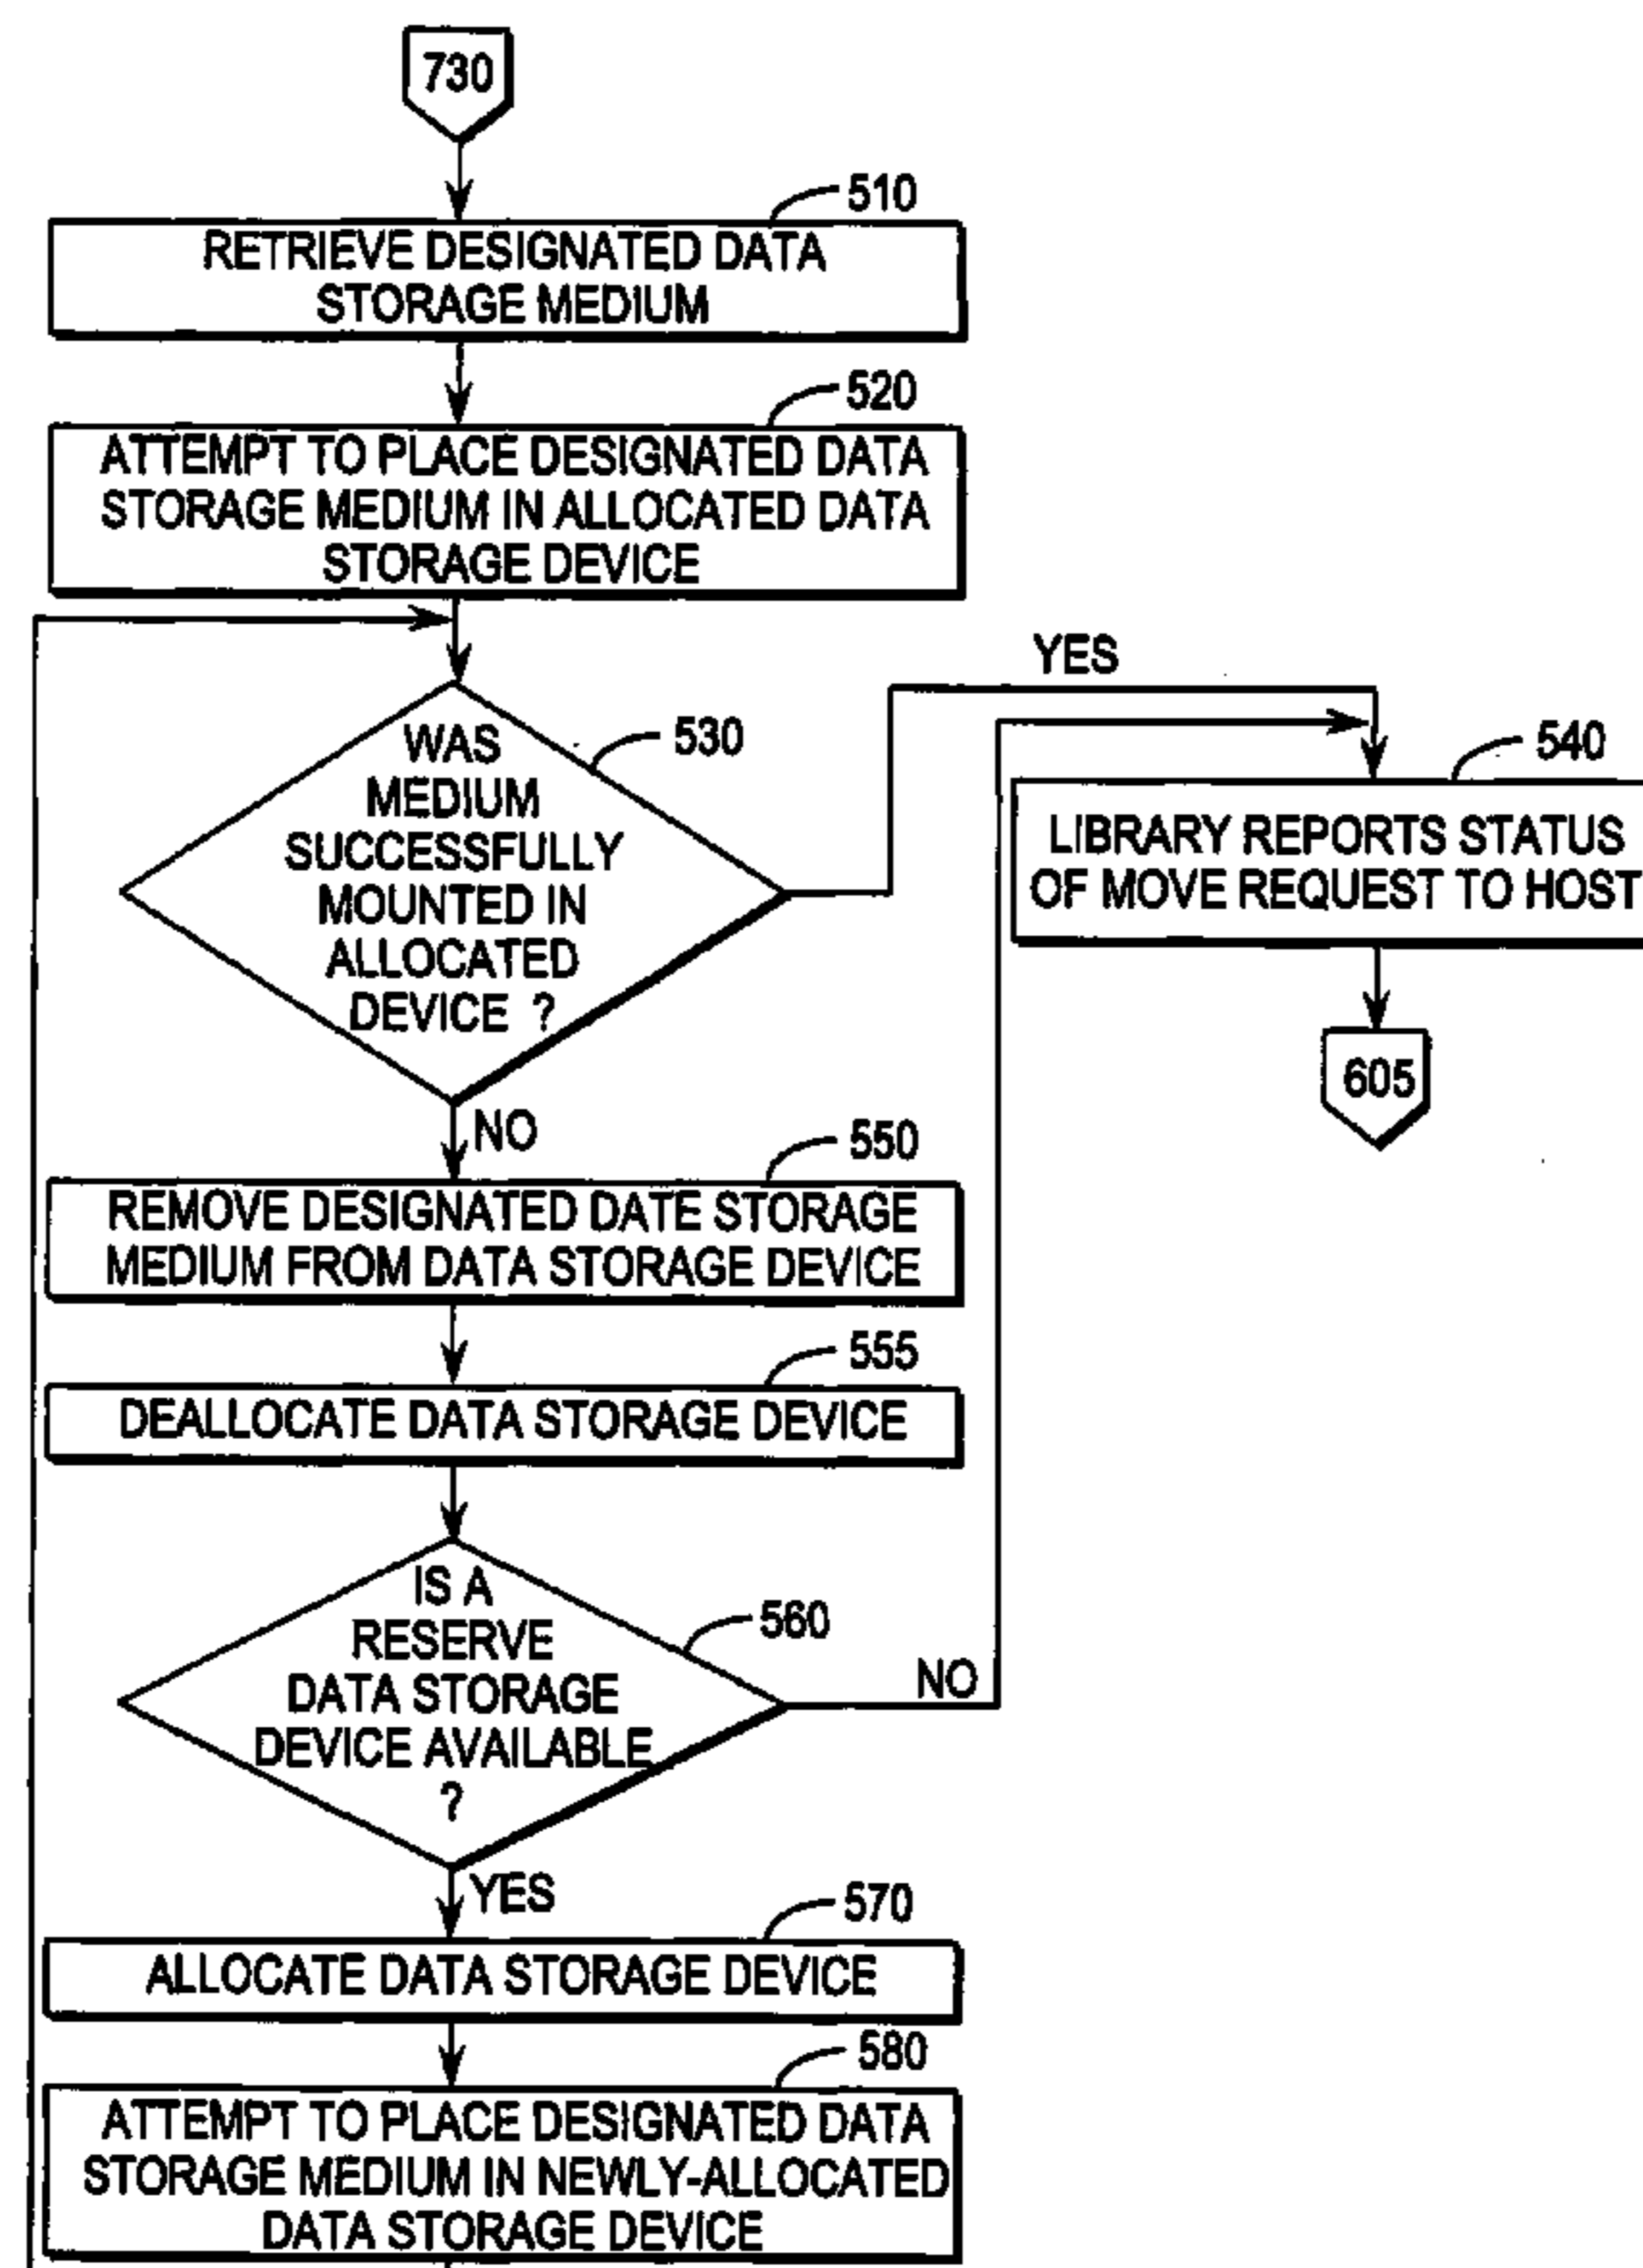 730
510
RETRIEVE DESIGNATED DATA
STORAGE MEDIUM
520
ATTEMPT TO PLACE DESIGNATED DATA
STORAGE MEDIUM IN ALLOCATED DATA
STORAGE DEVICE
530
WAS
MEDIUM
SUCCESSFULLY
MOUNTED IN
ALLOCATED
DEVICE ?
YES
540
LIBRARY REPORTS STATUS
OF MOVE REQUEST TO HOST
605
NO
550
REMOVE DESIGNATED DATE STORAGE
MEDIUM FROM DATA STORAGE DEVICE
555
DEALLOCATE DATA STORAGE DEVICE
560
IS A
RESERVE
DATA STORAGE
DEVICE AVAILABLE
?
NO
YES
570
ALLOCATE DATA STORAGE DEVICE
580
ATTEMPT TO PLACE DESIGNATED DATA
STORAGE MEDIUM IN NEWLY-ALLOCATED
DATA STORAGE DEVICE